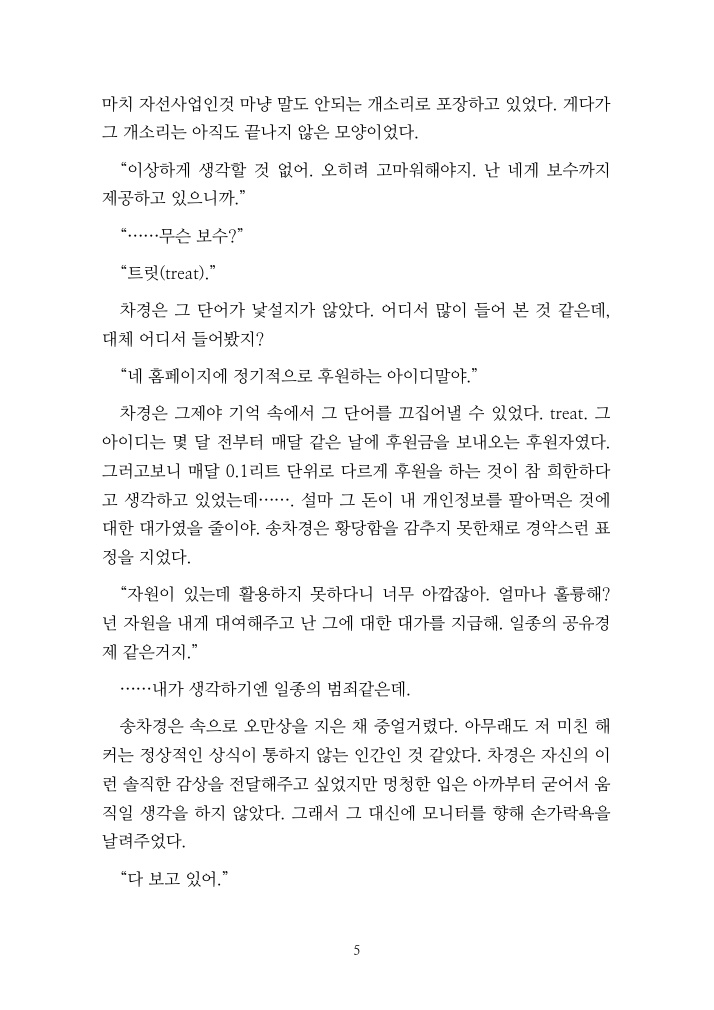 마치 자선사업인것 마냥 말도 안되는 개소리로 포장하고 있었다. 게다가
그 개소리는 아직도 끝나지 않은 모양이었다.
“이상하게 생각할 것 없어. 오히려 고마워해야지. 난 네게 보수까지
제공하고 있으니까.”
“……무슨 보수?”
“트릿(treat).”
차경은 그 단어가 낯설지가 않았다. 어디서 많이 들어 본 것 같은데,
대체 어디서 들어봤지?
“네 홈페이지에 정기적으로 후원하는 아이디말야.”
차경은 그제야 기억 속에서 그 단어를 끄집어낼 수 있었다. treat. 그
아이디는 몇 달 전부터 매달 같은 날에 후원금을 보내오는 후원자였다.
그러고보니 매달 0.1리트 단위로 다르게 후원을 하는 것이 참 희한하다
고 생각하고 있었는데……. 설마 그 돈이 내 개인정보를 팔아먹은 것에
대한 대가였을 줄이야. 송차경은 황당함을 감추지 못한채로 경악스런 표
정을 지었다.
“자원이 있는데 활용하지 못하다니 너무 아깝잖아. 얼마나 훌륭해?
넌 자원을 내게 대여해주고 난 그에 대한 대가를 지급해. 일종의 공유경
제 같은거지.”
……내가 생각하기엔 일종의 범죄같은데.
송차경은 속으로 오만상을 지은 채 중얼거렸다. 아무래도 저 미친 해
커는 정상적인 상식이 통하지 않는 인간인 것 같았다. 차경은 자신의 이
런 솔직한 감상을 전달해주고 싶었지만 멍청한 입은 아까부터 굳어서 움
직일 생각을 하지 않았다. 그래서 그 대신에 모니터를 향해 손가락욕을
날려주었다.
“다 보고 있어.”
5